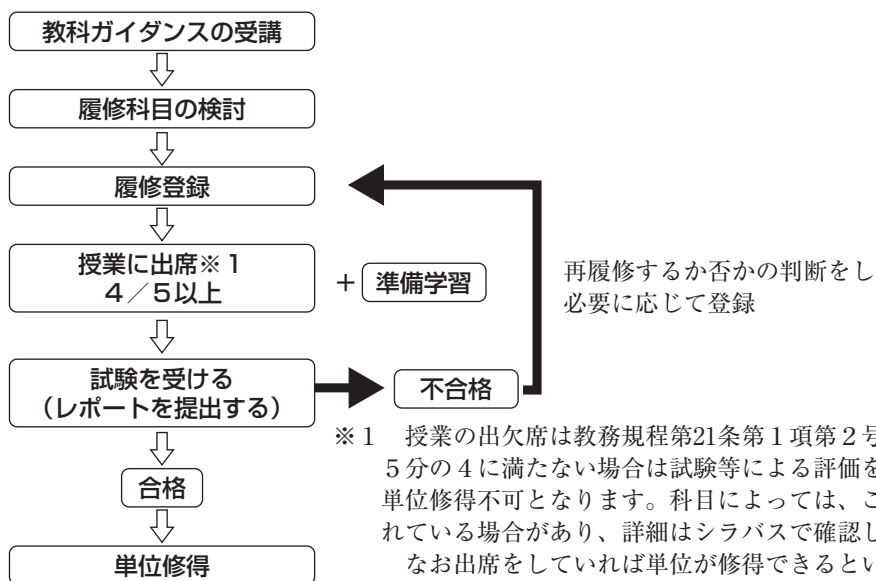 教科ガイダンスの受講
履修科目の検討
履修登録
授業に出席※１
４／５以上
＋
準備学習
再履修するか否かの判断をし
必要に応じて登録
試験を受ける
（レポートを提出する）
不合格
※１　授業の出欠席は教務規程第21条第１項第２号
５分の４に満たない場合は試験等による評価を
単位修得不可となります。科目によっては、こ
れている場合があり、詳細はシラバスで確認し
なお出席をしていれば単位が修得できるとい
合格
単位修得